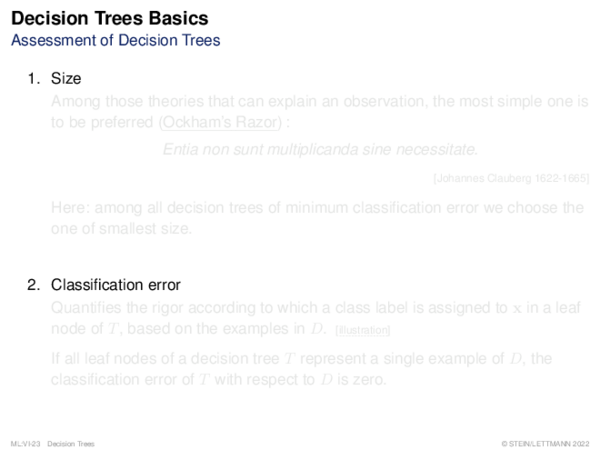 Decision Trees Basics
Assessment of Decision Trees
1. Size
Among those theories that can explain an observation, the most simple one is
to be preferred (Ockham's Razor) :
Entia non sunt multiplicanda sine necessitate.
[Johannes Clauberg 1622-1665]
Here: among all decision trees of minimum classification error we choose the
one of smallest size.
2. Classification error
Quantifies the rigor according to which a class label is assigned to x in a leaf
node of T, based on the examples in D. [illustration]
If all leaf nodes of a decision tree T represent a single example of D, the
classification error of T with respect to D is zero.
ML:VI-23 Decision Trees © STEIN/LETTMANN 2022